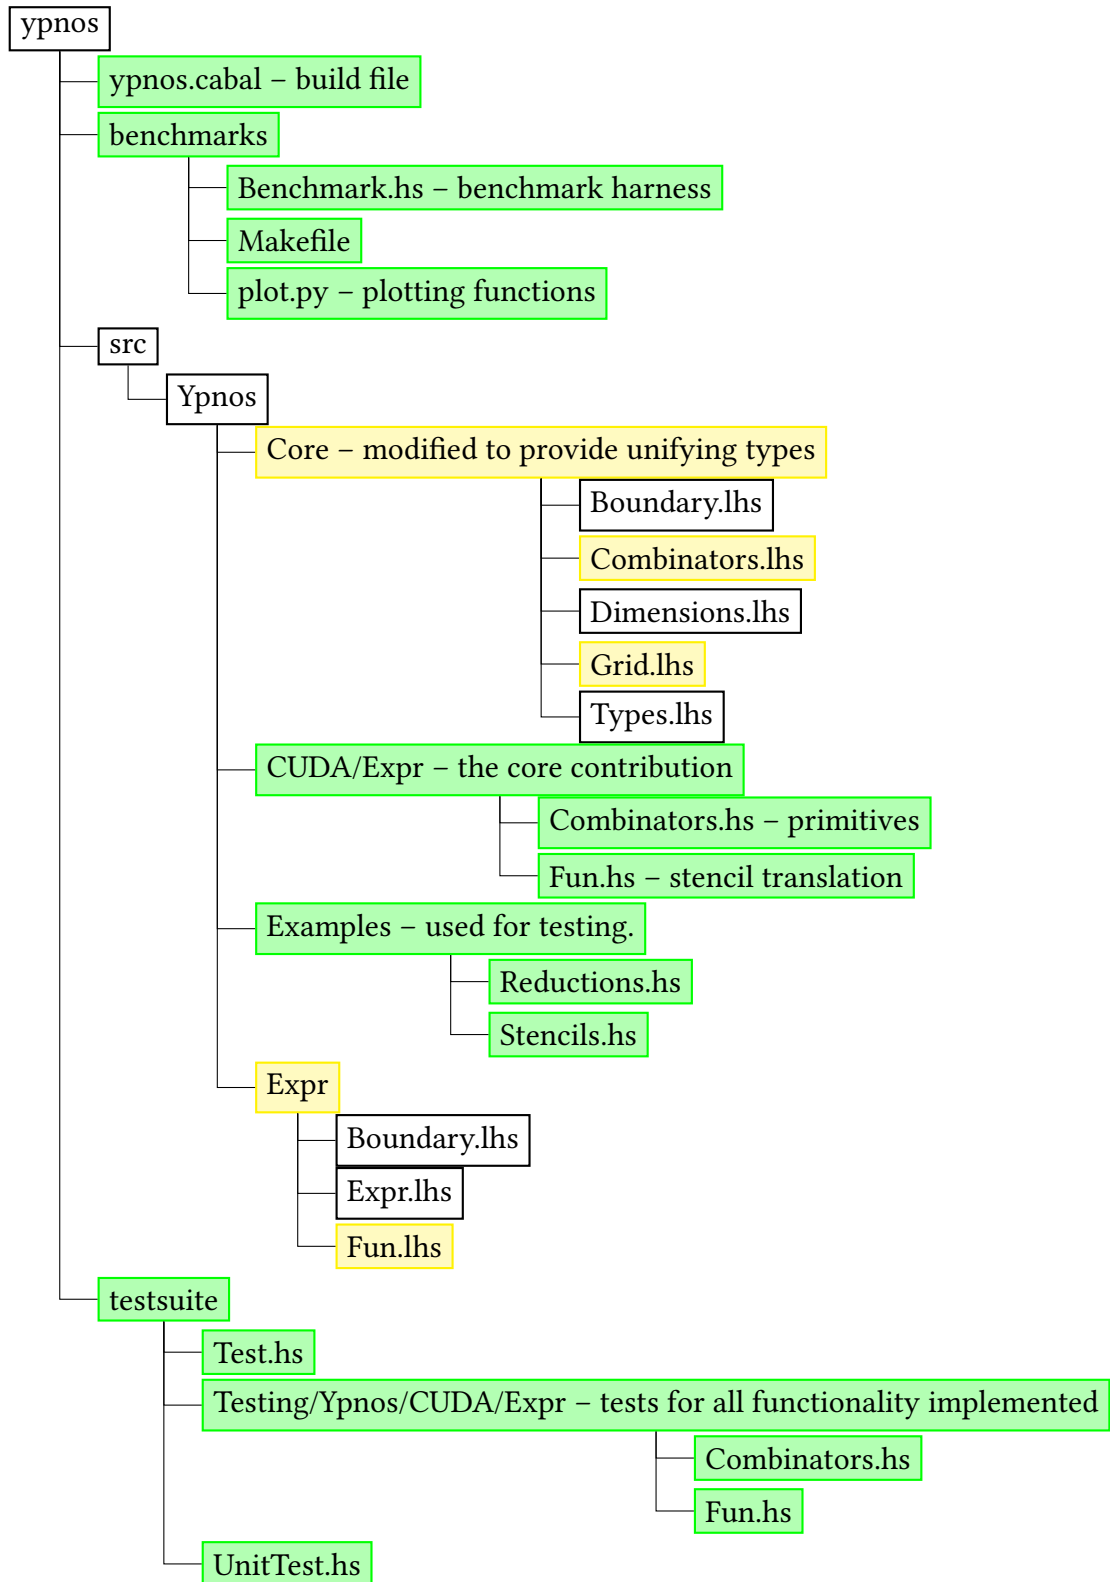 ypnos
ypnos.cabal – build file
benchmarks
Benchmark.hs – benchmark harness
Makefile
plot.py – plotting functions
src
Ypnos
Core – modified to provide unifying types
Boundary.lhs
Combinators.lhs
Dimensions.lhs
Grid.lhs
Types.lhs
CUDA/Expr – the core contribution
Combinators.hs – primitives
Fun.hs – stencil translation
Examples – used for testing.
Reductions.hs
Stencils.hs
Expr
Boundary.lhs
Expr.lhs
Fun.lhs
testsuite
Test.hs
Testing/Ypnos/CUDA/Expr – tests for all functionality implemented
Combinators.hs
Fun.hs
UnitTest.hs